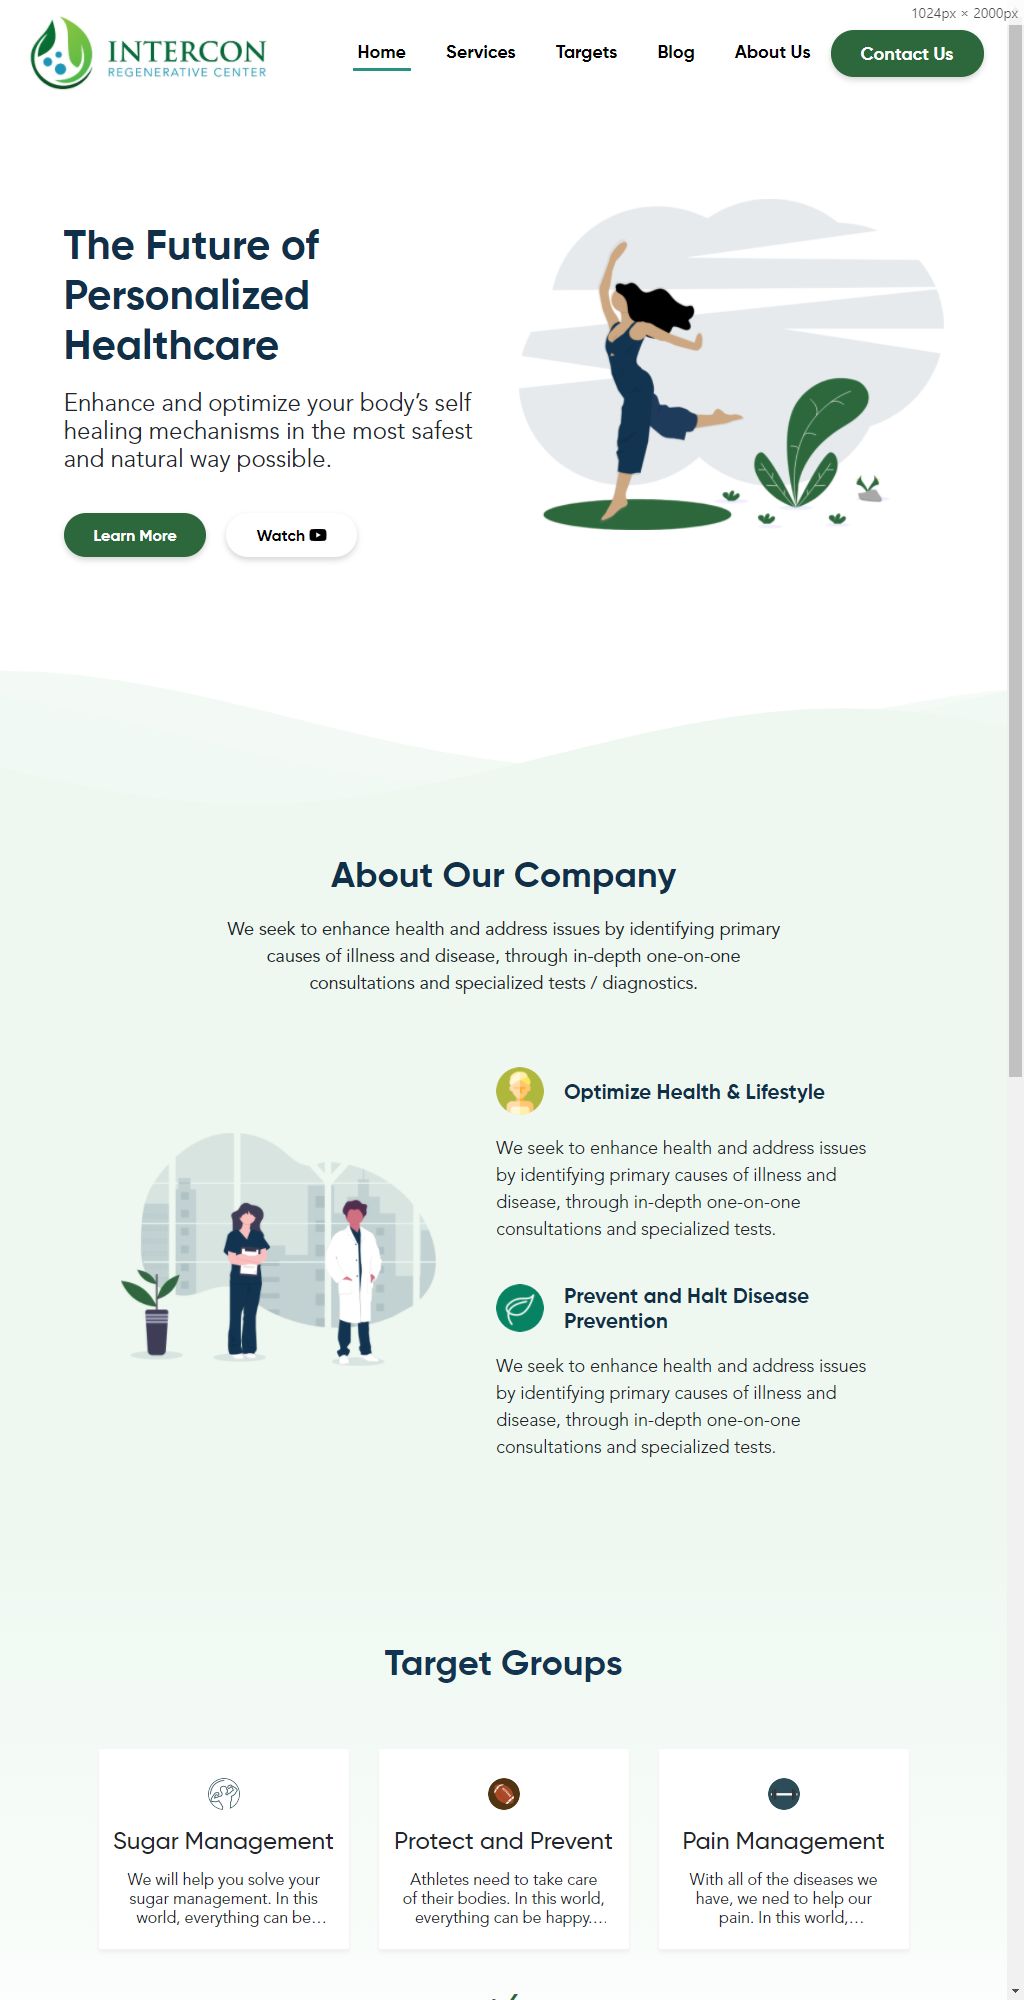 1024px × 2000px
INTERCON
REGENERATIVE CENTER
Home Services Targets Blog About Us Contact Us
The Future of
Personalized
Healthcare
Enhance and optimize your body’s self
healing mechanisms in the most safest
and natural way possible.
Learn More Watch
About Our Company
We seek to enhance health and address issues by identifying primary
causes of illness and disease, through in-depth one-on-one
consultations and specialized tests / diagnostics.
Optimize Health & Lifestyle
We seek to enhance health and address issues
by identifying primary causes of illness and
disease, through in-depth one-on-one
consultations and specialized tests.
Prevent and Halt Disease
Prevention
We seek to enhance health and address issues
by identifying primary causes of illness and
disease, through in-depth one-on-one
consultations and specialized tests.
Target Groups
Sugar Management
We will help you solve your
sugar management. In this
world, everything can be…
Protect and Prevent
Athletes need to take care
of their bodies. In this world,
everything can be happy.…
Pain Management
With all of the diseases we
have, we ned to help our
pain. In this world,…